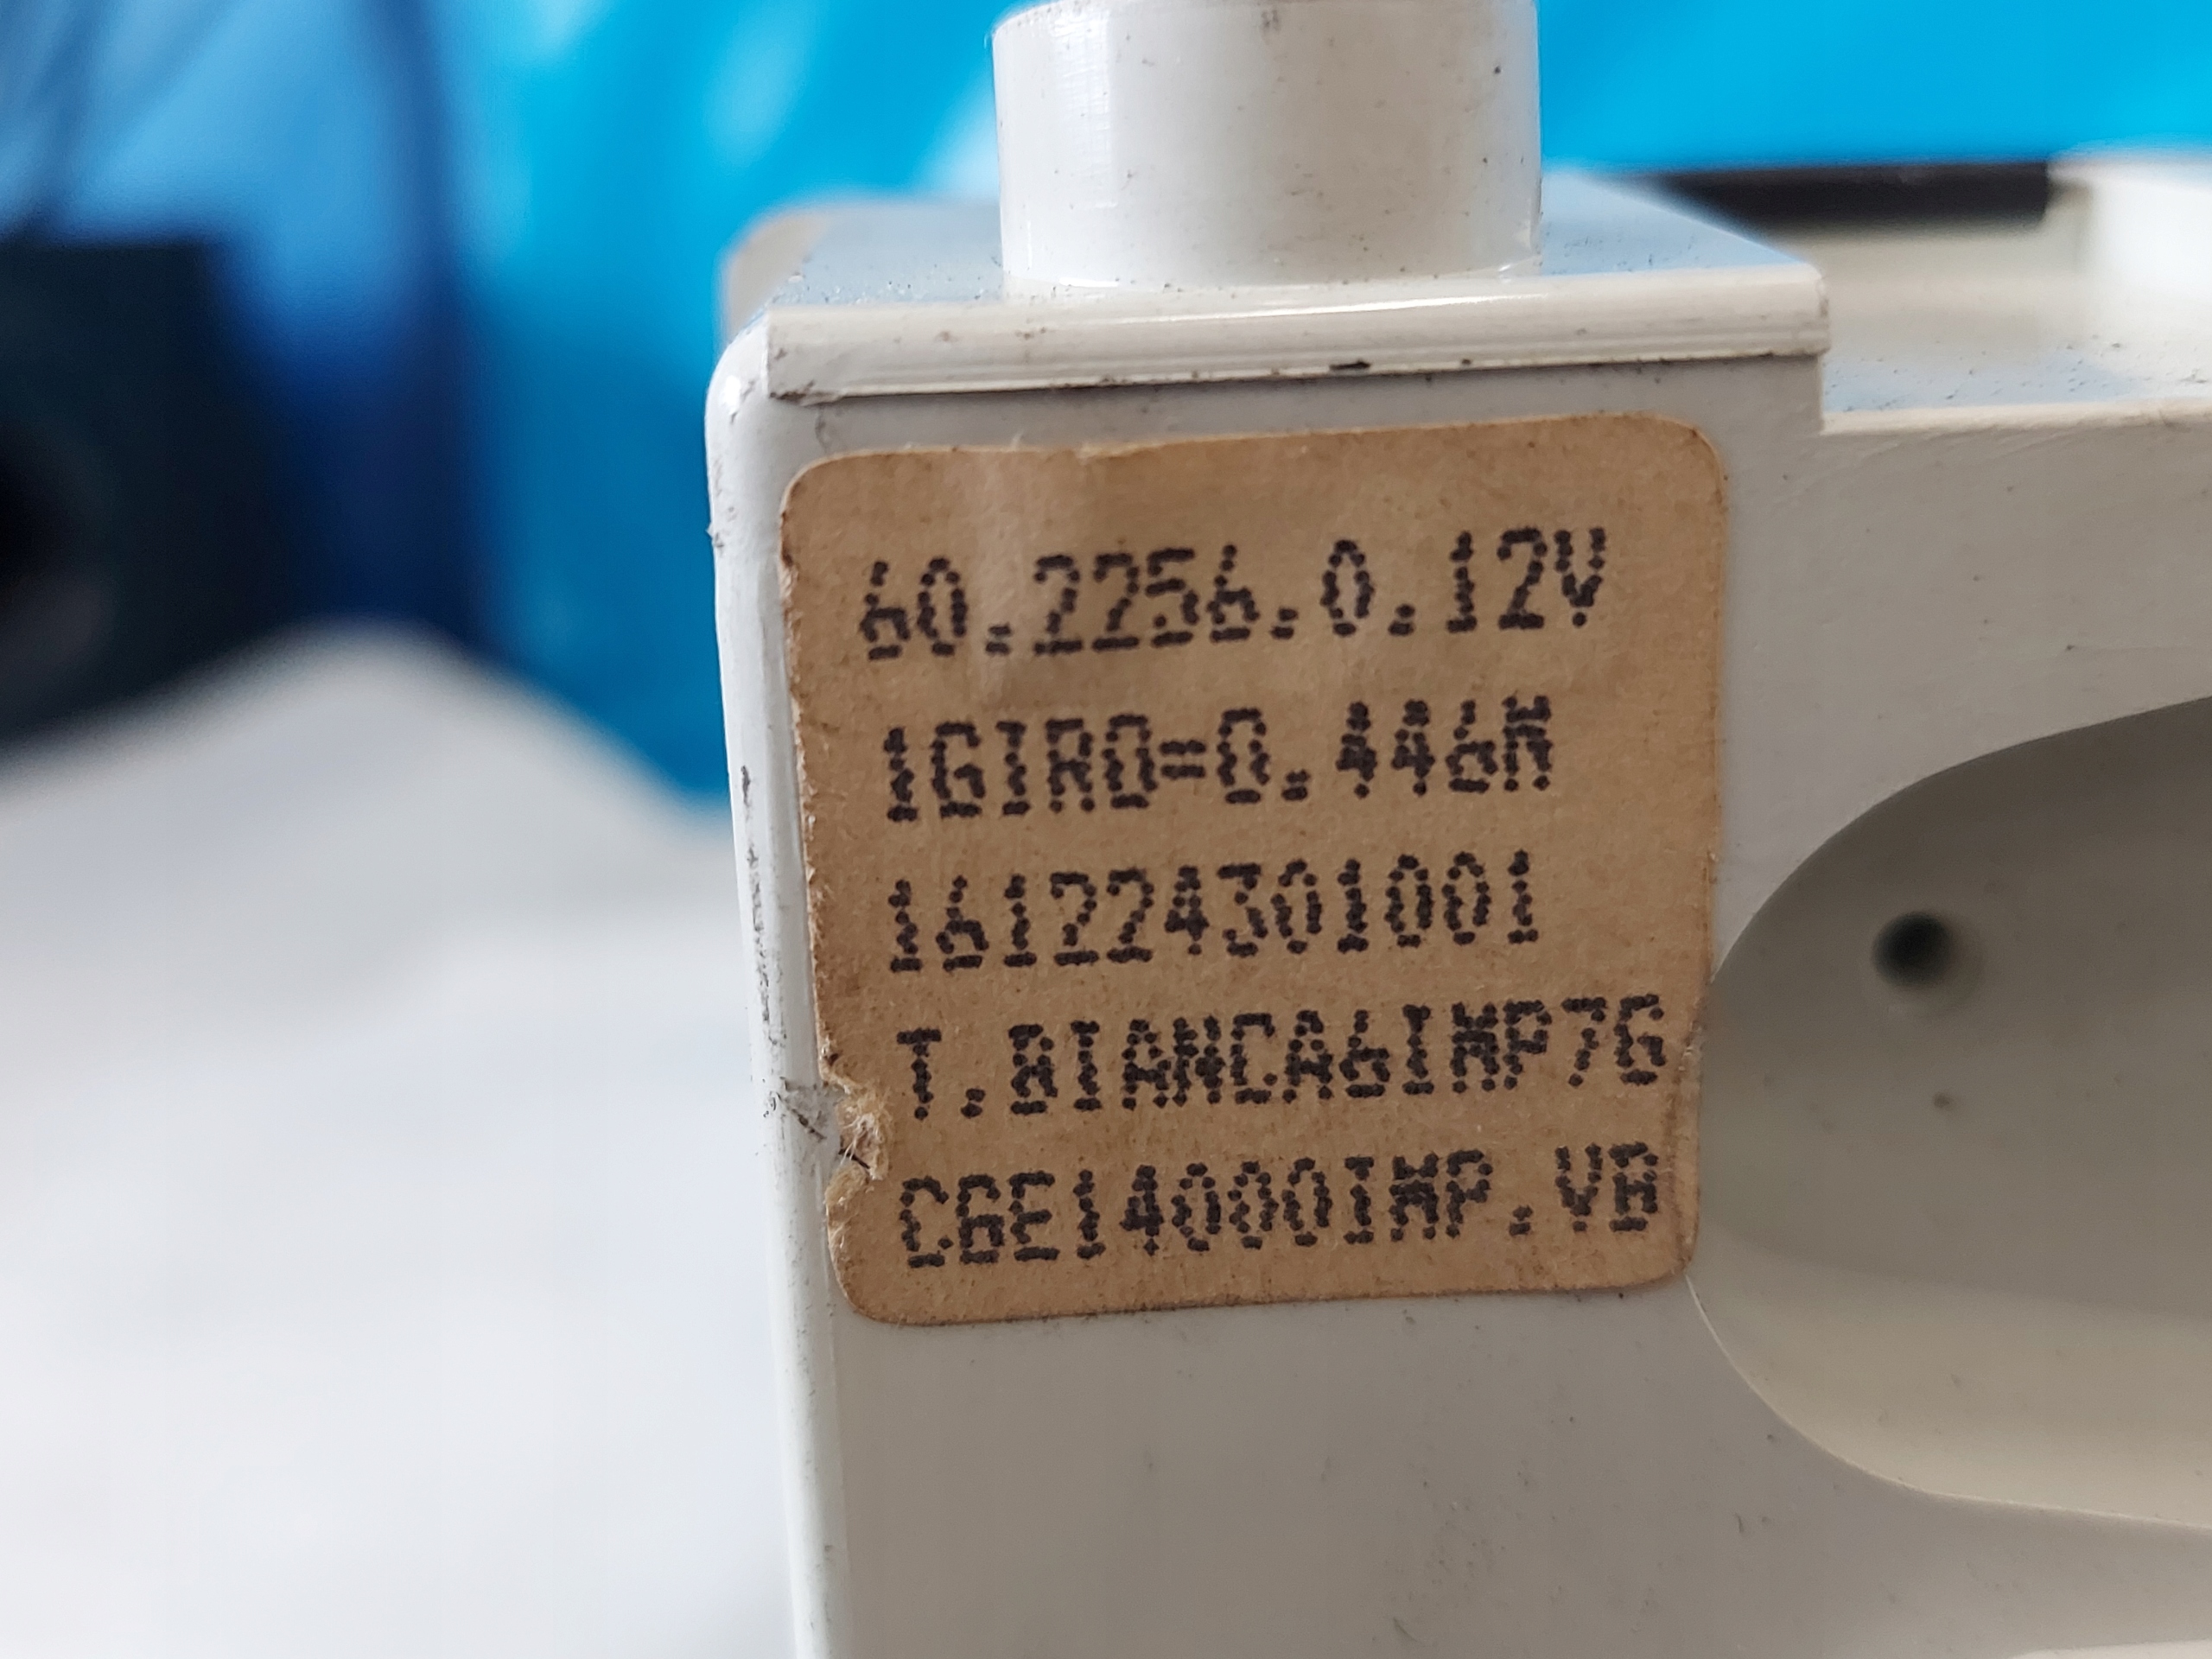 60.2256.0.12V
1GIRO=0.446M
161224301001
T.BIANCA6IMP7G
CGE14000IMP.VB